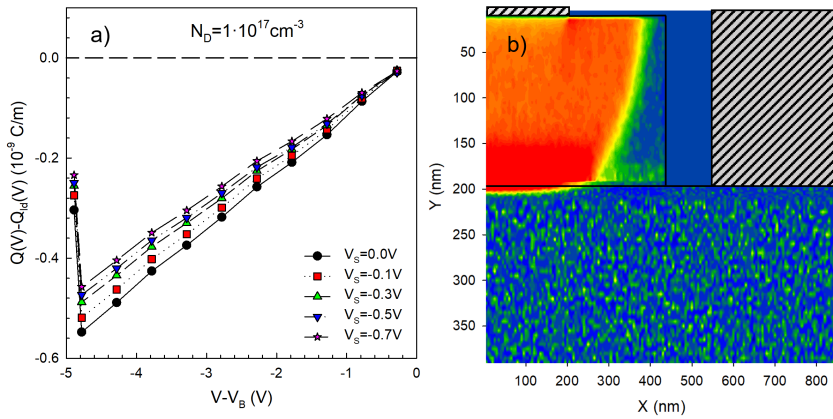 a)
N_D=1·10^17cm^-3
0.0
-0.2
-0.4
-0.6
Q(V)-Q_id(V) (10^-9 C/m)
V_S=0.0V
V_S=-0.1V
V_S=-0.3V
V_S=-0.5V
V_S=-0.7V
-5 -4 -3 -2 -1 0
V-V_B (V)
b)
50
100
150
200
250
300
350
Y (nm)
100 200 300 400 500 600 700 800
X (nm)